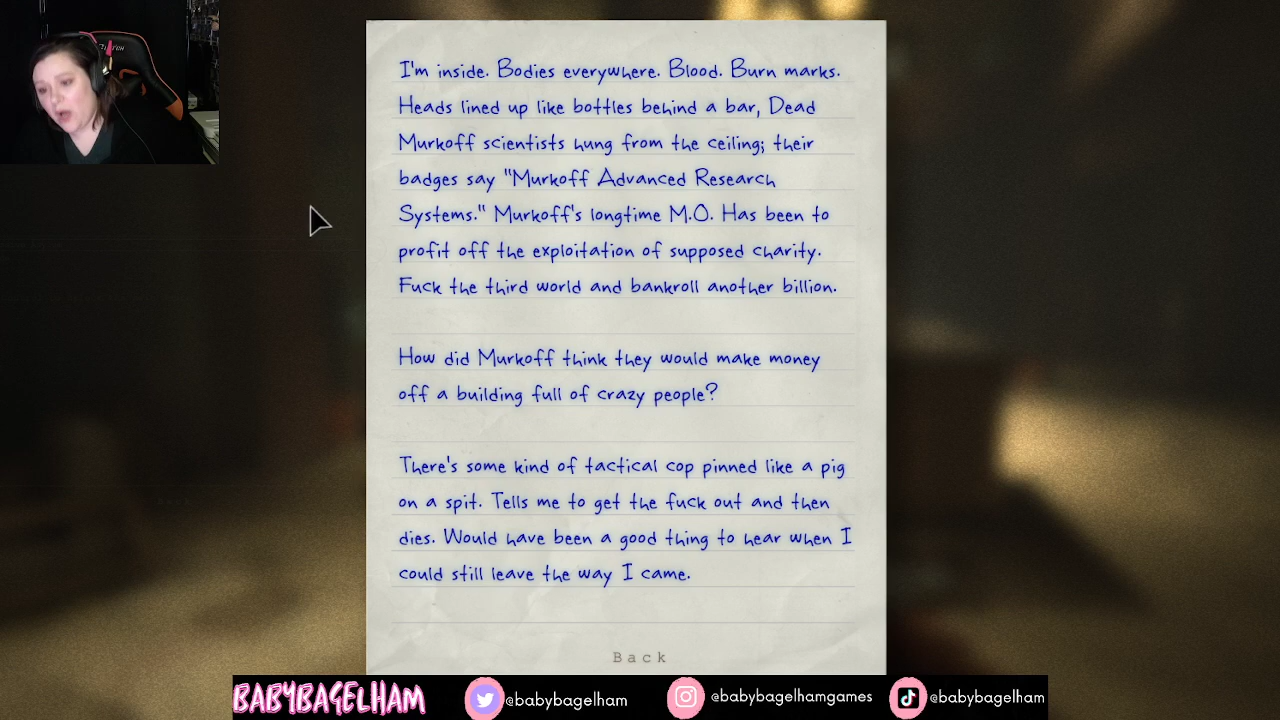 I'm inside. Bodies everywhere. Blood. Burn marks.
Heads lined up like bottles behind a bar, Dead
Murkoff scientists hung from the ceiling; their
badges say "Murkoff Advanced Research
Systems." Murkoff's longtime M.O. Has been to
profit off the exploitation of supposed charity.
Fuck the third world and bankroll another billion.
How did Murkoff think they would make money
off a building full of crazy people?
There's some kind of tactical cop pinned like a pig
on a spit. Tells me to get the fuck out and then
dies. Would have been a good thing to hear when I
could still leave the way I came.
Back
BABYBAGELHAM @babybagelham @babybagelhamgames @babybagelham